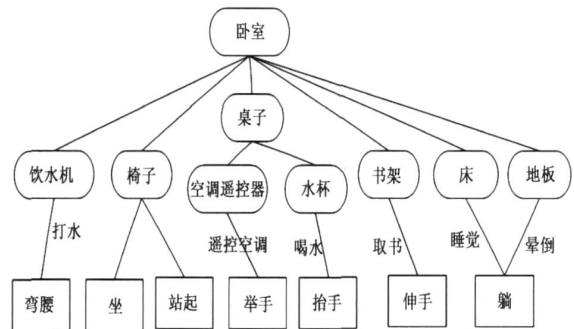 卧室
桌子
饮水机
椅子
空调遥控器
水杯
书架
床
地板
打水
遥控空调
喝水
取书
睡觉
晕倒
弯腰
坐
站起
举手
抬手
伸手
躺